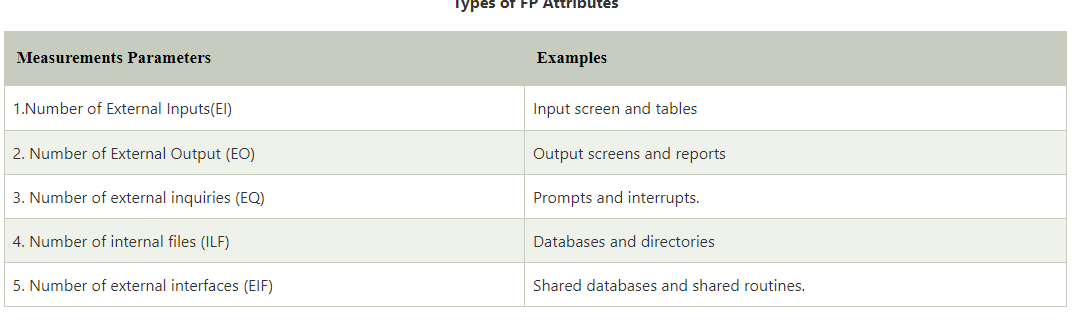 Types of FP Attributes
Measurements Parameters
Examples
1.Number of External Inputs(EI)
Input screen and tables
2. Number of External Output (EO)
Output screens and reports
3. Number of external inquiries (EQ)
Prompts and interrupts.
4. Number of internal files (ILF)
Databases and directories
5. Number of external interfaces (EIF)
Shared databases and shared routines.